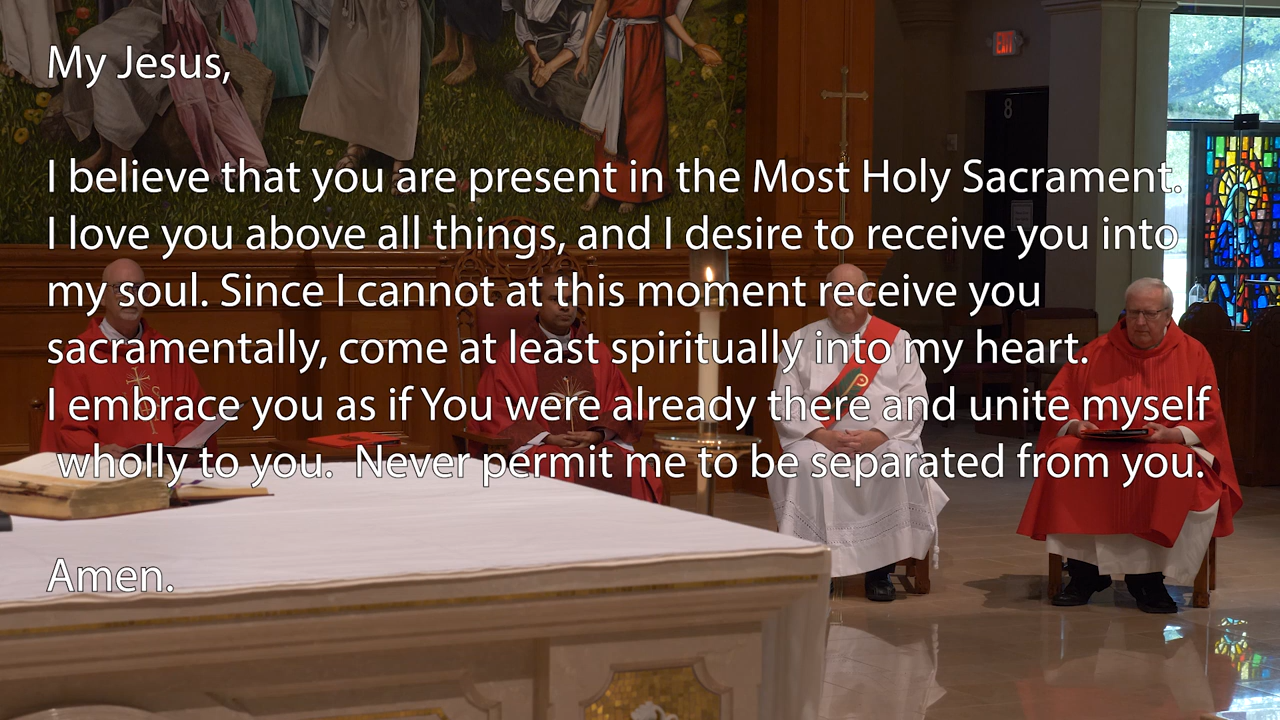 My Jesus,
I believe that you are present in the Most Holy Sacrament.
I love you above all things, and I desire to receive you into
my soul. Since I cannot at this moment receive you
sacramentally, come at least spiritually into my heart.
I embrace you as if You were already there and unite myself
wholly to you. Never permit me to be separated from you.
Amen.
EXIT
8